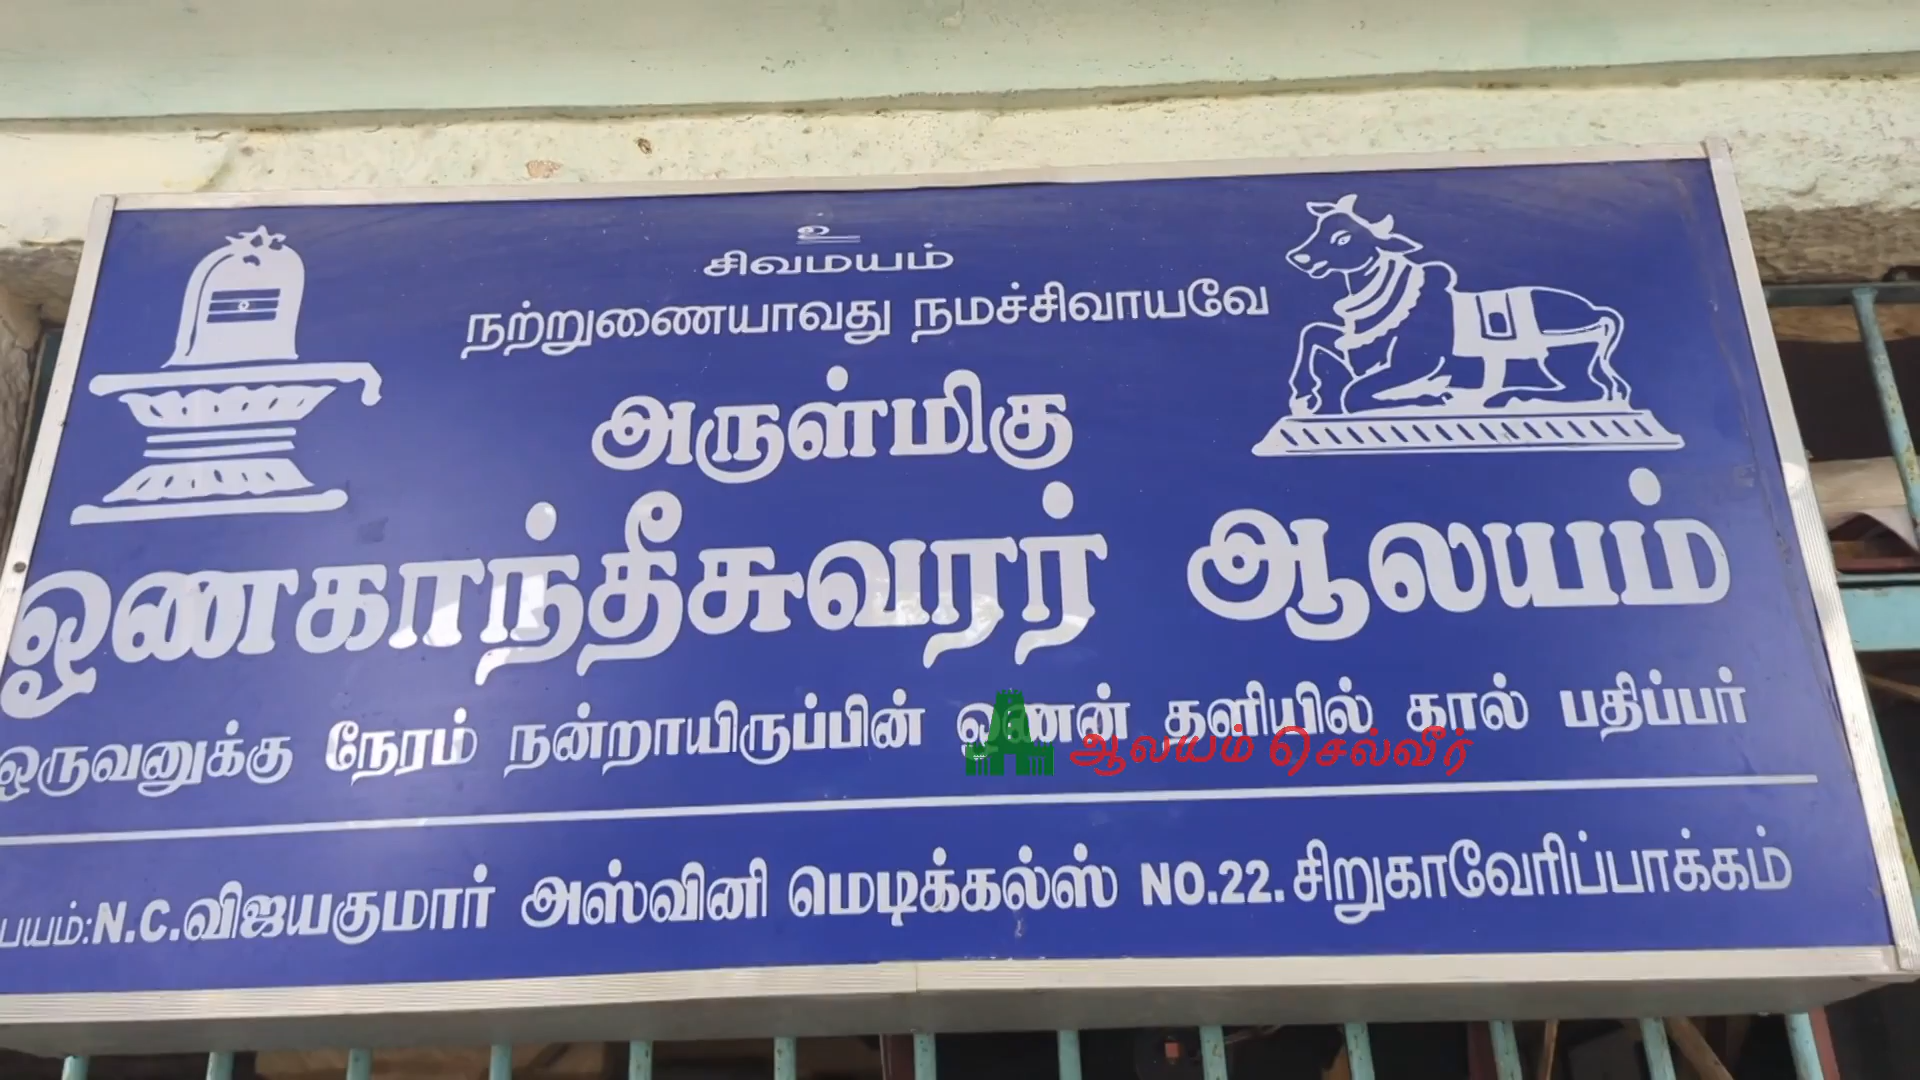 உ
சிவமயம்
நற்றுணையாவது நமச்சிவாயவே
அருள்மிகு
ஓணகாந்தீசுவரர் ஆலயம்
ஒருவனுக்கு நேரம் நன்றாயிருப்பின் ஓணன் தளியில் கால் பதிப்பர்
ஆலயம் செல்வீர்
பயம்: N.C.விஜயகுமார் அஸ்வினி மெடிக்கல்ஸ் NO.22. சிறுகாவேரிப்பாக்கம்